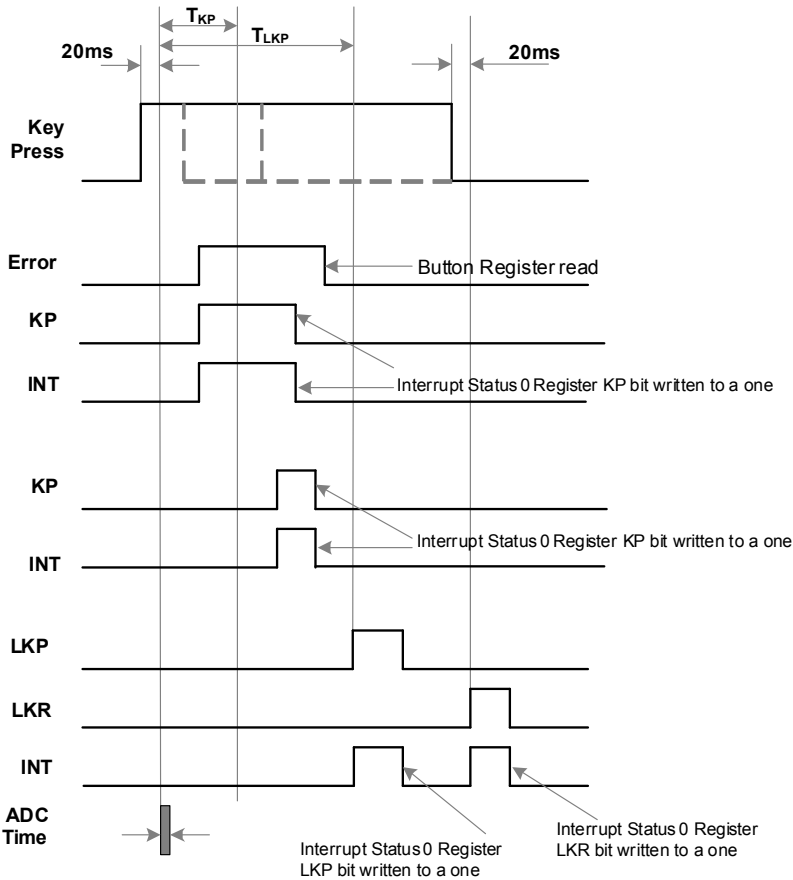 T_KP
T_LKP
20ms
20ms
Key
Press
Error
Button Register read
KP
INT
Interrupt Status 0 Register KP bit written to a one
KP
INT
Interrupt Status 0 Register KP bit written to a one
LKP
LKR
INT
ADC
Time
Interrupt Status 0 Register
LKP bit written to a one
Interrupt Status 0 Register
LKR bit written to a one